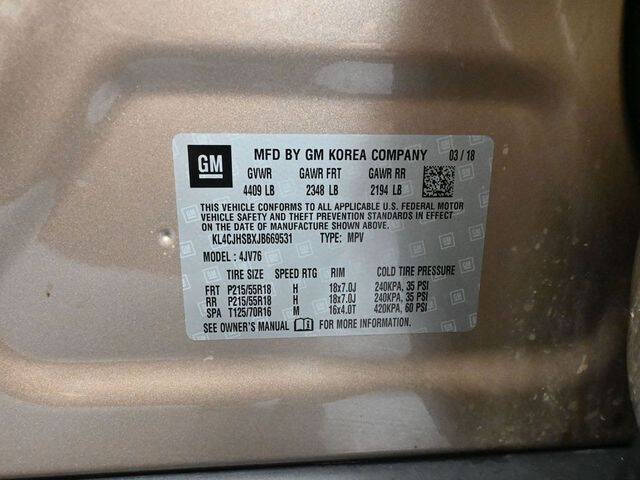 GM MFD BY GM KOREA COMPANY 03 / 18
GVWR GAWR FRT GAWR RR
4409 LB 2348 LB 2194 LB
THIS VEHICLE CONFORMS TO ALL APPLICABLE U.S. FEDERAL MOTOR
VEHICLE SAFETY AND THEFT PREVENTION STANDARDS IN EFFECT
ON THE DATE OF MANUFACTURE SHOWN ABOVE.
KL4CJHSBXJB669531 TYPE: MPV
MODEL : 4JV76
TIRE SIZE SPEED RTG RIM COLD TIRE PRESSURE
FRT P215/55R18 H 18x7.0J 240KPA, 35 PSI
RR P215/55R18 H 18x7.0J 240KPA, 35 PSI
SPA T125/70R16 M 16x4.0T 420KPA, 60 PSI
SEE OWNER'S MANUAL FOR MORE INFORMATION.